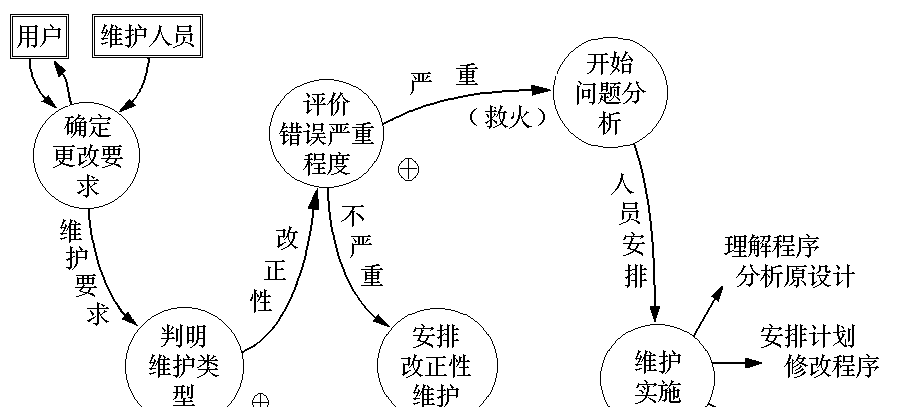 用户
维护人员
确定
更改要
求
维护要求
判明
维护类
型
改正性
评价
错误严重
程度
严重
（救火）
不严重
安排
改正性
维护
开始
问题分
析
人员安排
维护
实施
理解程序
分析原设计
安排计划
修改程序